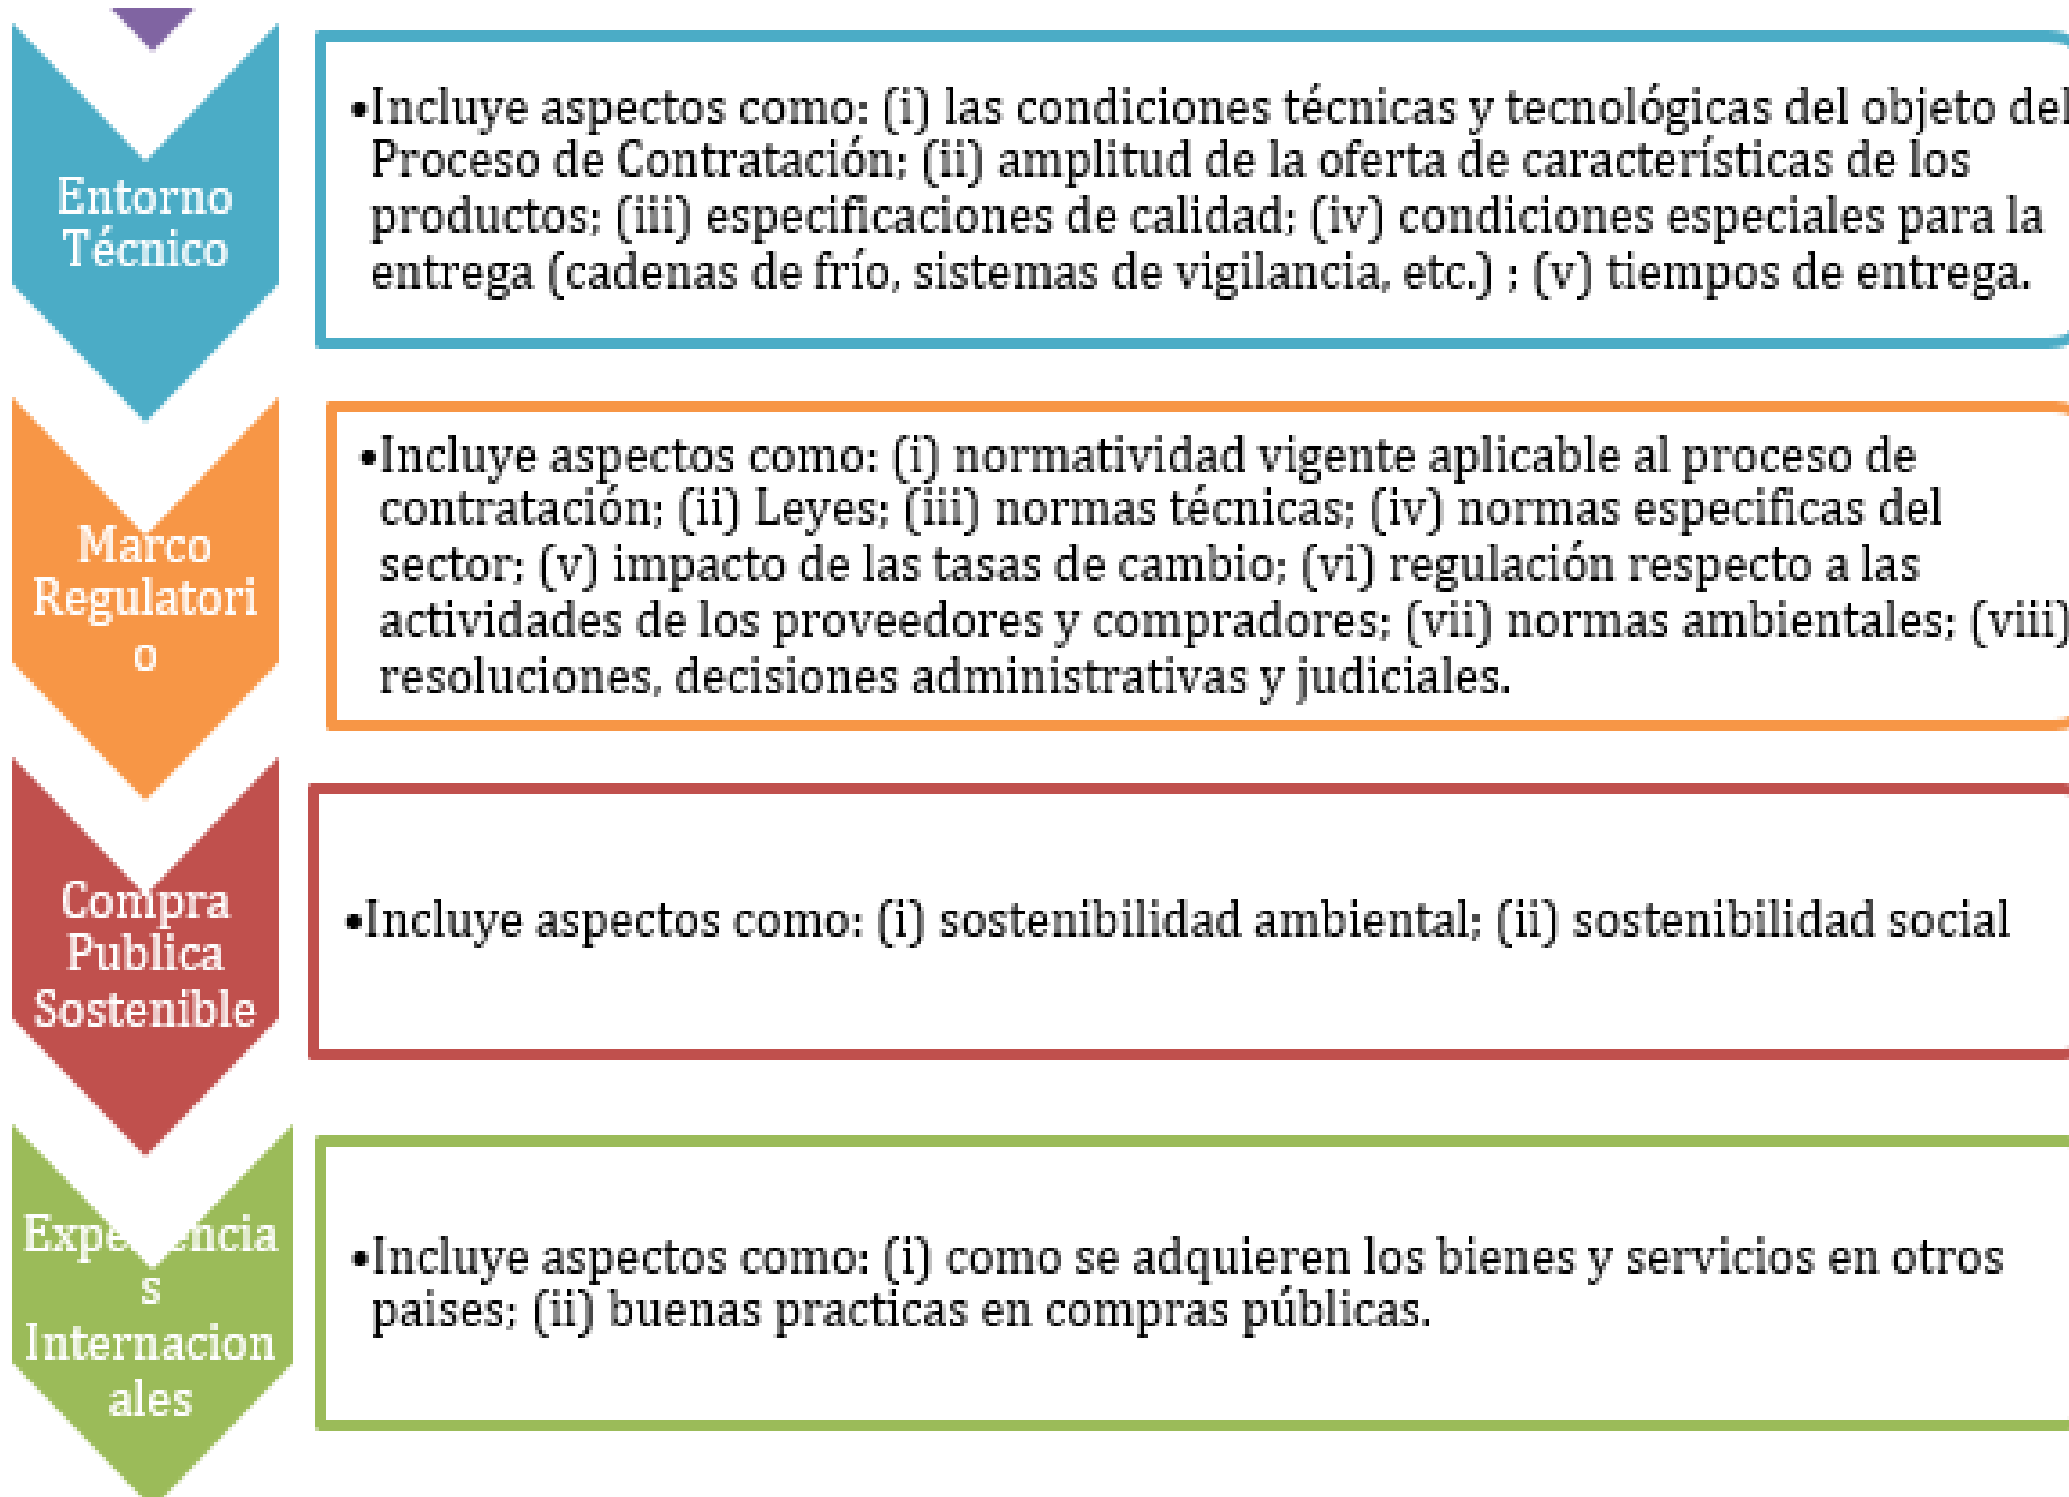 Entorno
Técnico
•Incluye aspectos como: (i) las condiciones técnicas y tecnológicas del objeto del
Proceso de Contratación; (ii) amplitud de la oferta de características de los
productos; (iii) especificaciones de calidad; (iv) condiciones especiales para la
entrega (cadenas de frío, sistemas de vigilancia, etc.) ; (v) tiempos de entrega.
Marco
Regulatori
o
•Incluye aspectos como: (i) normatividad vigente aplicable al proceso de
contratación; (ii) Leyes; (iii) normas técnicas; (iv) normas especificas del
sector; (v) impacto de las tasas de cambio; (vi) regulación respecto a las
actividades de los proveedores y compradores; (vii) normas ambientales; (viii)
resoluciones, decisiones administrativas y judiciales.
Compra
Publica
Sostenible
•Incluye aspectos como: (i) sostenibilidad ambiental; (ii) sostenibilidad social
Experiencia
s
Internacion
ales
•Incluye aspectos como: (i) como se adquieren los bienes y servicios en otros
paises; (ii) buenas practicas en compras públicas.